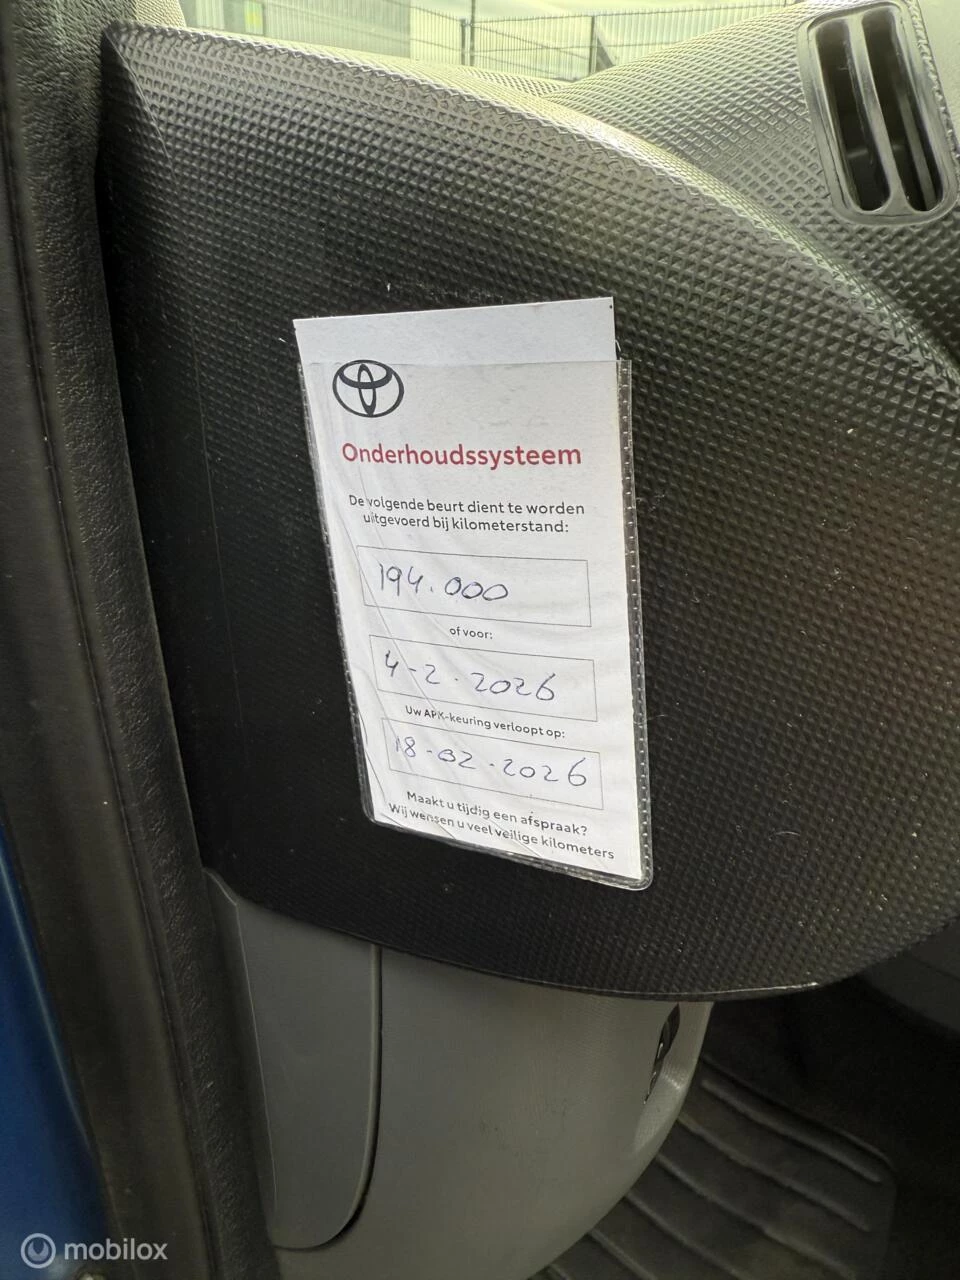 Onderhoudssysteem
De volgende beurt dient te worden
uitgevoerd bij kilometerstand:
194.000
of voor:
4-2.2026
Uw APK-keuring verloopt op:
18-02.2026
Maakt u tijdig een afspraak?
Wij wensen u veel veilige kilometers
mobilox